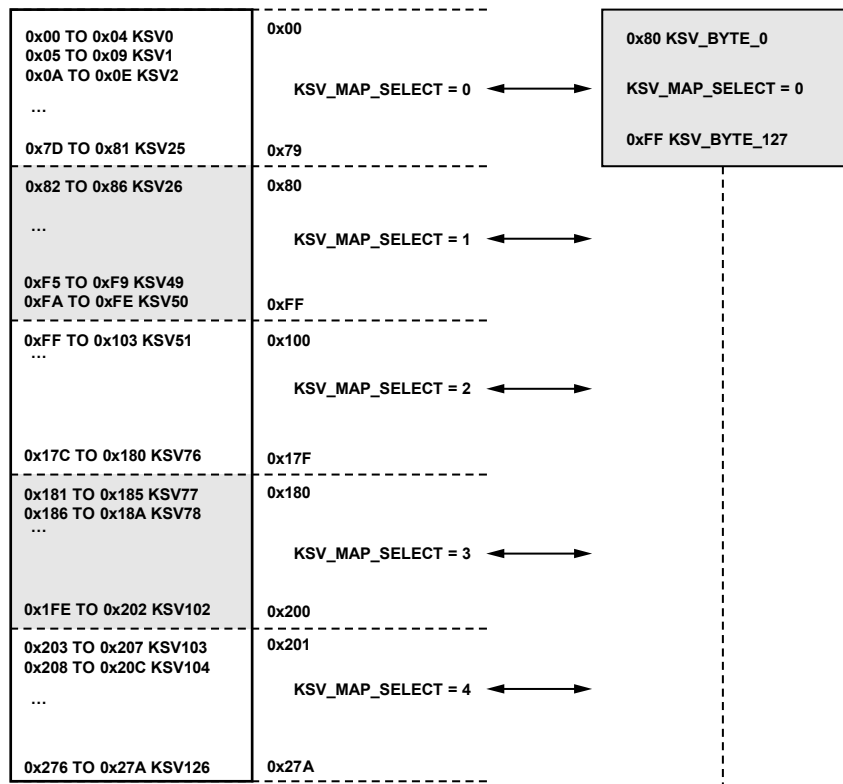 0x00 TO 0x04 KSV0
0x05 TO 0x09 KSV1
0x0A TO 0x0E KSV2
...
0x7D TO 0x81 KSV25
0x82 TO 0x86 KSV26
...
0xF5 TO 0xF9 KSV49
0xFA TO 0xFE KSV50
0xFF TO 0x103 KSV51
...
0x17C TO 0x180 KSV76
0x181 TO 0x185 KSV77
0x186 TO 0x18A KSV78
...
0x1FE TO 0x202 KSV102
0x203 TO 0x207 KSV103
0x208 TO 0x20C KSV104
...
0x276 TO 0x27A KSV126
0x00
KSV_MAP_SELECT = 0
0x79
0x80
KSV_MAP_SELECT = 1
0xFF
0x100
KSV_MAP_SELECT = 2
0x17F
0x180
KSV_MAP_SELECT = 3
0x200
0x201
KSV_MAP_SELECT = 4
0x27A
0x80 KSV_BYTE_0
KSV_MAP_SELECT = 0
0xFF KSV_BYTE_127